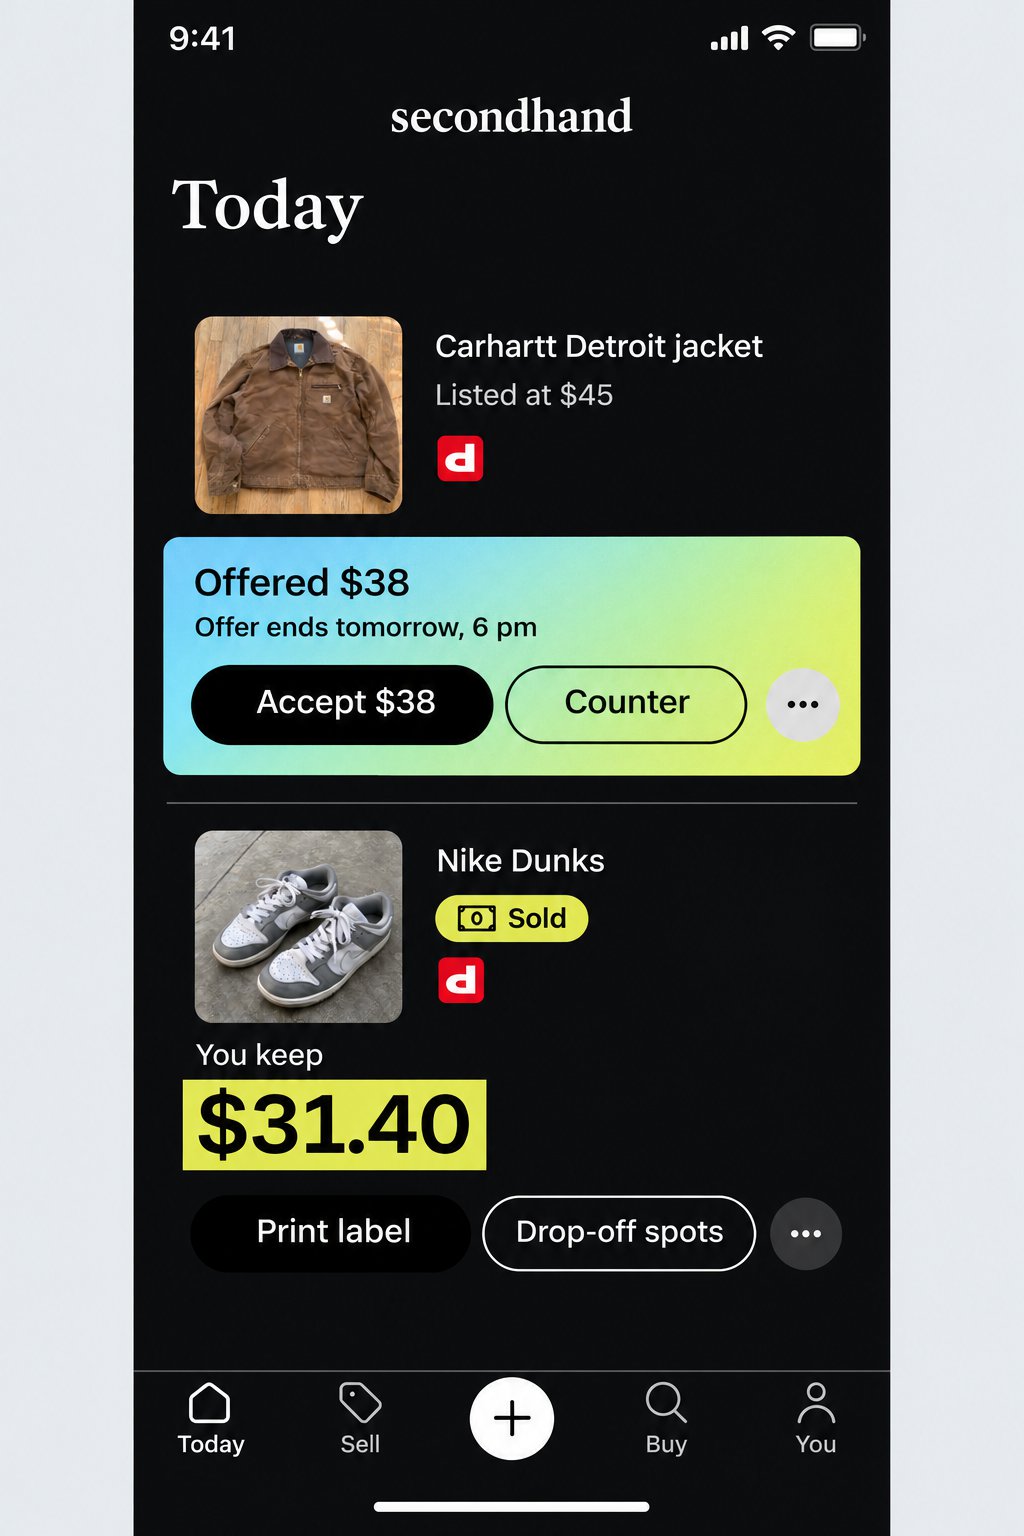 9:41
secondhand
Today
Carhartt Detroit jacket
Listed at $45
d
Offered $38
Offer ends tomorrow, 6 pm
Accept $38
Counter
Nike Dunks
Sold
d
You keep
$31.40
Print label
Drop-off spots
Today
Sell
Buy
You